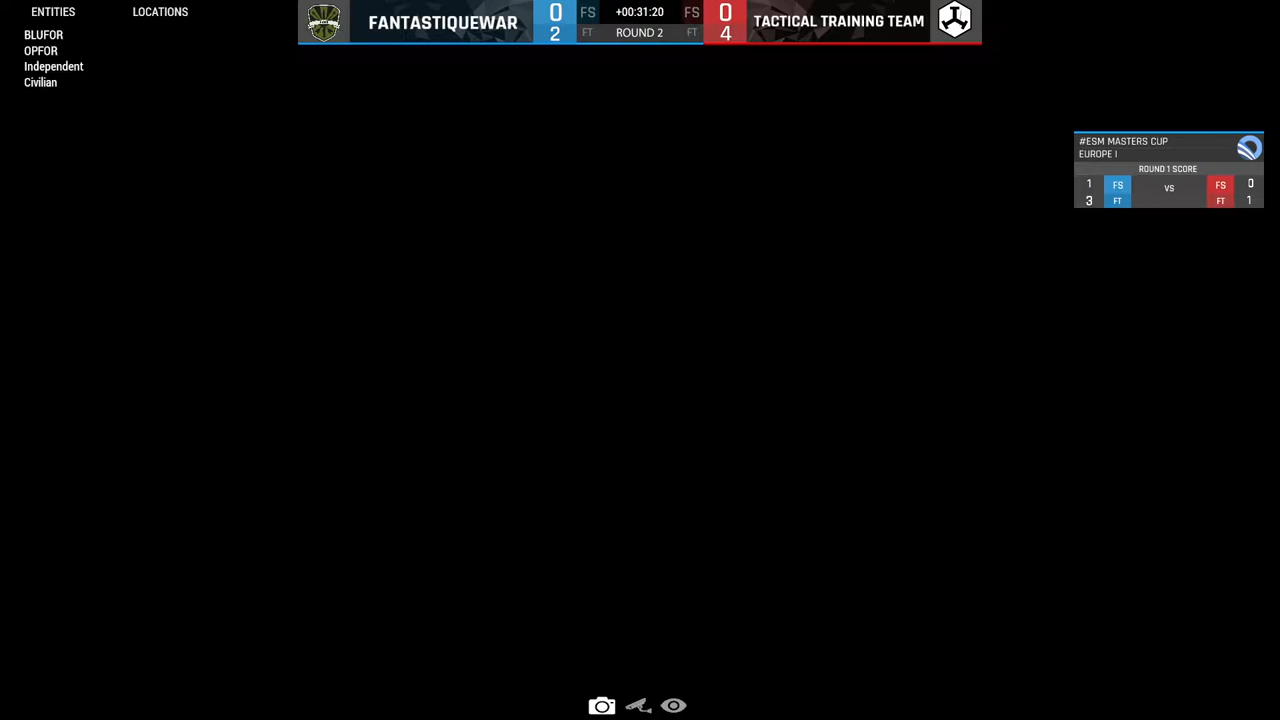 ENTITIES LOCATIONS
BLUFOR
OPFOR
Independent
Civilian
FANTASTIQUEWAR 0 FS +00:31:20 FS 0 TACTICAL TRAINING TEAM
2 FT ROUND 2 FT 4
#ESM MASTERS CUP
EUROPE I
ROUND 1 SCORE
1 FS VS FS 0
3 FT FT 1